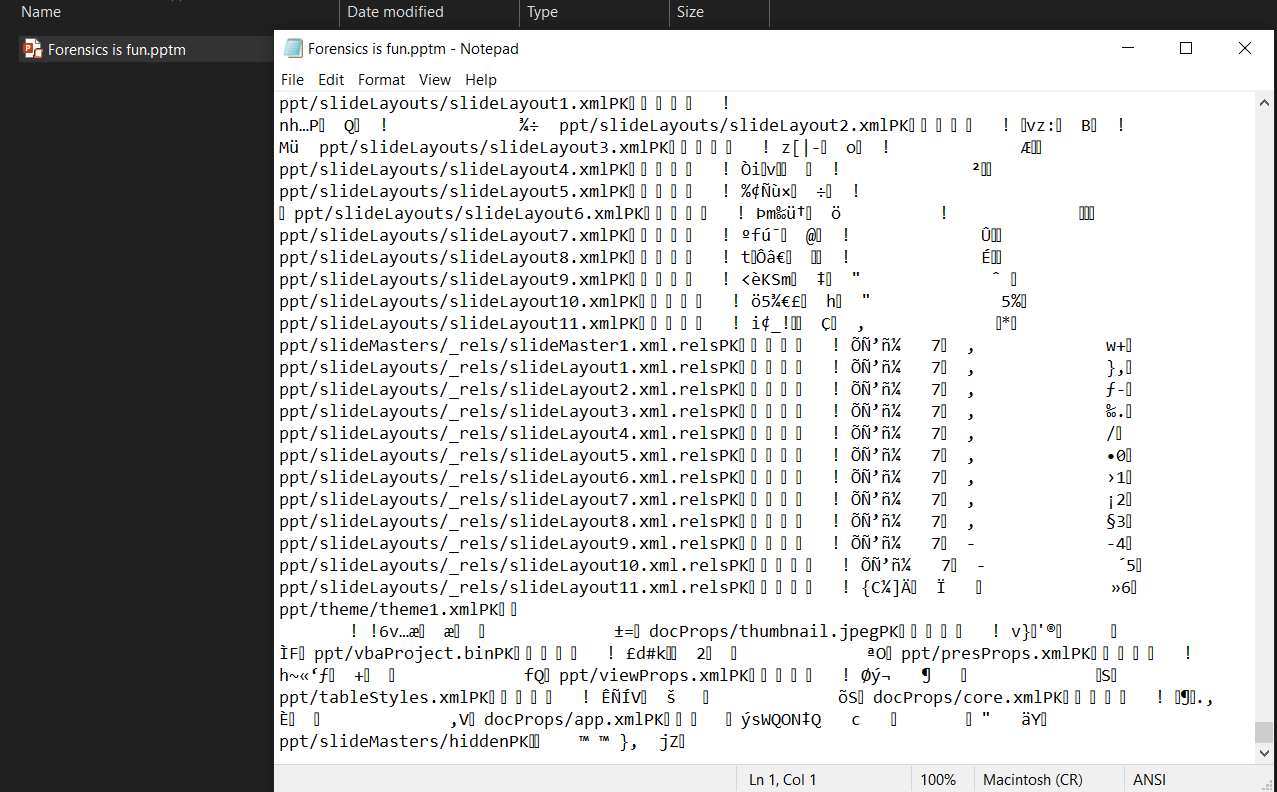 Name Date modified Type Size
Forensics is fun.pptm
Forensics is fun.pptm - Notepad
File Edit Format View Help
ppt/slideLayouts/slideLayout1.xmlPK !
nh…P Q ! ¾÷ ppt/slideLayouts/slideLayout2.xmlPK ! vz: B !
Mü ppt/slideLayouts/slideLayout3.xmlPK ! z[|- o ! Æ
ppt/slideLayouts/slideLayout4.xmlPK ! Òiv ! ²
ppt/slideLayouts/slideLayout5.xmlPK ! %¢Ñù× ÷ !
ppt/slideLayouts/slideLayout6.xmlPK ! Þm‰ü† ö !
ppt/slideLayouts/slideLayout7.xmlPK ! ºfú¯ @ ! Û
ppt/slideLayouts/slideLayout8.xmlPK ! tÔâ€ ! É
ppt/slideLayouts/slideLayout9.xmlPK ! <èKSm ‡ " ˆ
ppt/slideLayouts/slideLayout10.xmlPK ! ö5¾€£ h " 5%
ppt/slideLayouts/slideLayout11.xmlPK ! i¢_! Ç , *
ppt/slideMasters/_rels/slideMaster1.xml.relsPK ! ÕÑ’ñ¼ 7 , w+
ppt/slideLayouts/_rels/slideLayout1.xml.relsPK ! ÕÑ’ñ¼ 7 , },
ppt/slideLayouts/_rels/slideLayout2.xml.relsPK ! ÕÑ’ñ¼ 7 , ƒ-
ppt/slideLayouts/_rels/slideLayout3.xml.relsPK ! ÕÑ’ñ¼ 7 , ‰.
ppt/slideLayouts/_rels/slideLayout4.xml.relsPK ! ÕÑ’ñ¼ 7 , /
ppt/slideLayouts/_rels/slideLayout5.xml.relsPK ! ÕÑ’ñ¼ 7 , •0
ppt/slideLayouts/_rels/slideLayout6.xml.relsPK ! ÕÑ’ñ¼ 7 , ›1
ppt/slideLayouts/_rels/slideLayout7.xml.relsPK ! ÕÑ’ñ¼ 7 , ¡2
ppt/slideLayouts/_rels/slideLayout8.xml.relsPK ! ÕÑ’ñ¼ 7 , §3
ppt/slideLayouts/_rels/slideLayout9.xml.relsPK ! ÕÑ’ñ¼ 7 - -4
ppt/slideLayouts/_rels/slideLayout10.xml.relsPK ! ÕÑ’ñ¼ 7 - ´5
ppt/slideLayouts/_rels/slideLayout11.xml.relsPK ! {C¼]Ä Ï »6
ppt/theme/theme1.xmlPK
! !6v…æ æ ±= docProps/thumbnail.jpegPK ! v}'®
ÌF ppt/vbaProject.binPK ! £d#k 2 ªO ppt/presProps.xmlPK !
h~«‘ƒ + fQ ppt/viewProps.xmlPK ! Øý¬ ¶ S
ppt/tableStyles.xmlPK ! ÊÑÍV š õS docProps/core.xmlPK ! ¶.,
È ,V docProps/app.xmlPK ýsWQON‡Q c " äY
ppt/slideMasters/hiddenPK ™ ™ }, jZ
Ln 1, Col 1 100% Macintosh (CR) ANSI